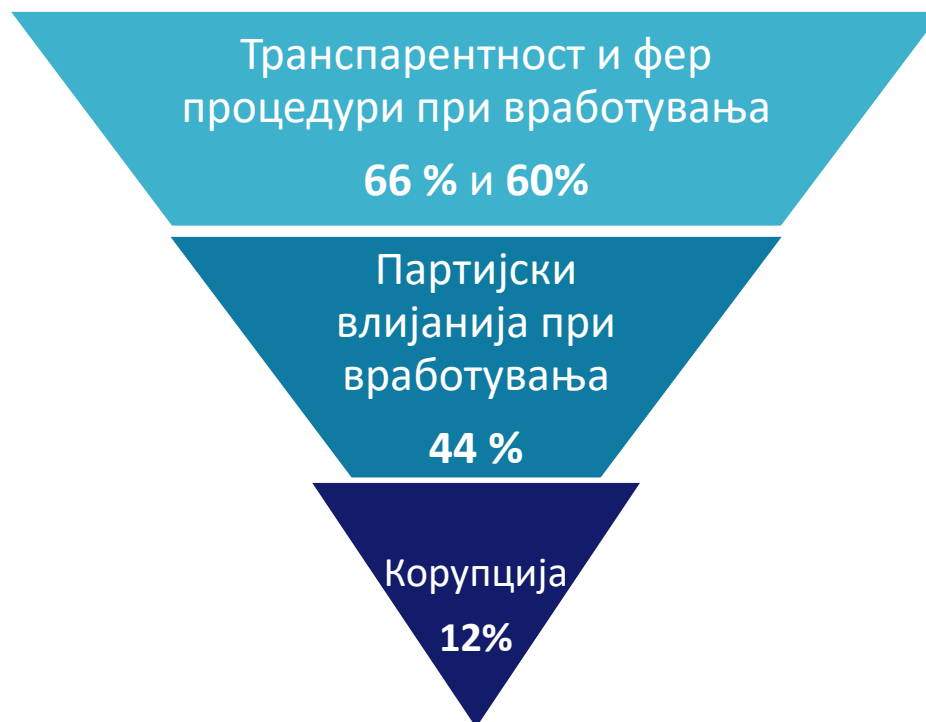 Транспарентност и фер
процедури при вработувања
66 % и 60%
Партијски
влијанија при
вработувања
44 %
Корупција
12%